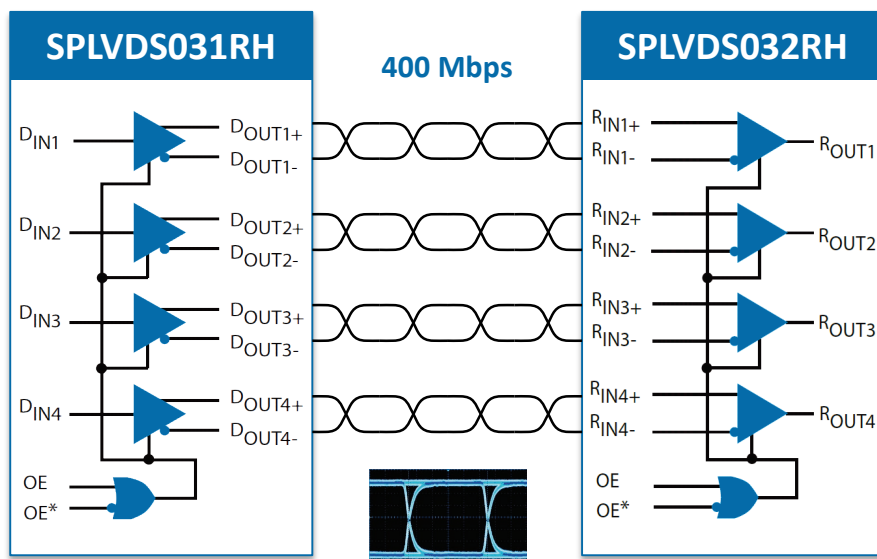 SPLVDS031RH
400 Mbps
SPLVDS032RH
DIN1
DOUT1+
DOUT1-
RIN1+
RIN1-
ROUT1
DIN2
DOUT2+
DOUT2-
RIN2+
RIN2-
ROUT2
DIN3
DOUT3+
DOUT3-
RIN3+
RIN3-
ROUT3
DIN4
DOUT4+
DOUT4-
RIN4+
RIN4-
ROUT4
OE
OE*
OE
OE*